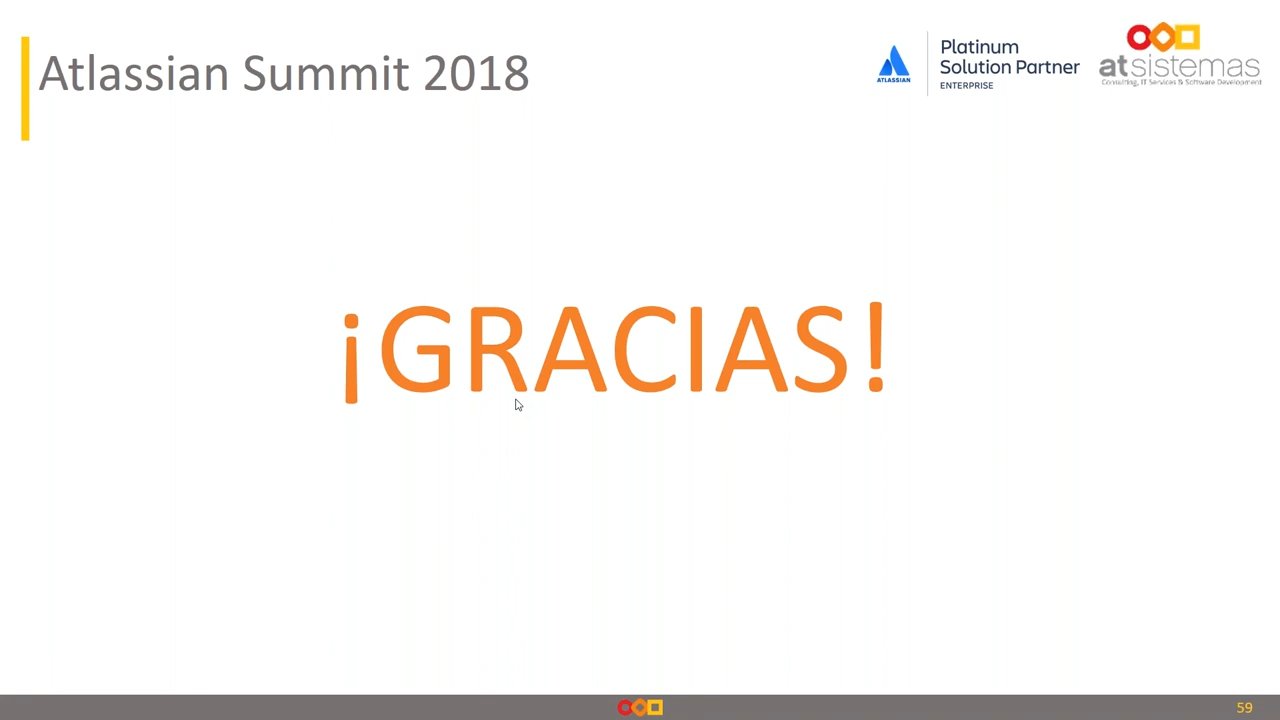 Atlassian Summit 2018
ATLASSIAN
Platinum
Solution Partner
ENTERPRISE
atsistemas
Consulting, IT Services & Software Development
¡GRACIAS!
59